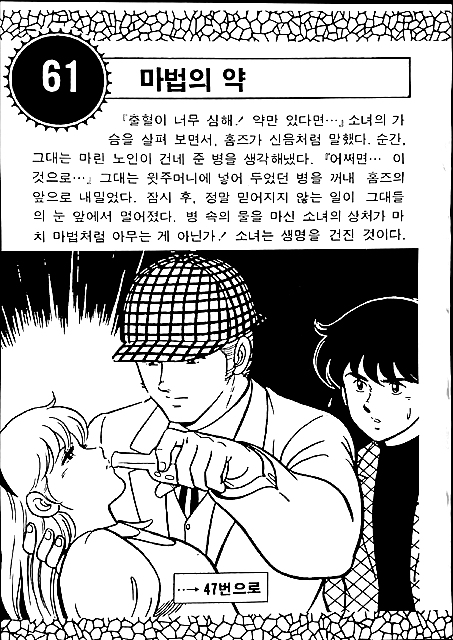 61
마법의 약
『출혈이 너무 심해! 약만 있다면…』 소녀의 가
슴을 살펴 보면서, 홈즈가 신음처럼 말했다. 순간,
그대는 마린 노인이 건네 준 병을 생각해냈다. 『어쩌면… 이
것으로…』 그대는 윗주머니에 넣어 두었던 병을 꺼내 홈즈의
앞으로 내밀었다. 잠시 후, 정말 믿어지지 않는 일이 그대들
의 눈 앞에서 벌어졌다. 병 속의 물을 마신 소녀의 상처가 마
치 마법처럼 아무는 게 아닌가! 소녀는 생명을 건진 것이다.
…→ 47번으로